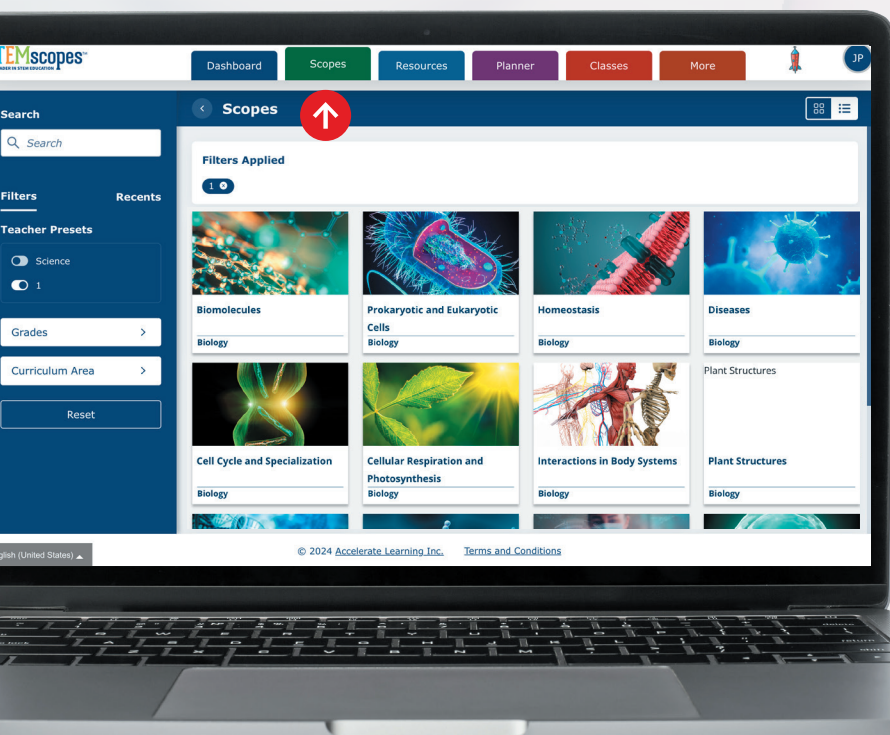 TEMscopes™
Dashboard
Scopes
Resources
Planner
Classes
More
JP
Search
Search
Filters
Recents
Teacher Presets
Science
1
Grades
Curriculum Area
Reset
Scopes
Filters Applied
1
Biomolecules
Biology
Prokaryotic and Eukaryotic
Cells
Biology
Homeostasis
Biology
Diseases
Biology
Cell Cycle and Specialization
Biology
Cellular Respiration and
Photosynthesis
Biology
Interactions in Body Systems
Biology
Plant Structures
Plant Structures
Biology
glish (United States)
© 2024 Accelerate Learning Inc. Terms and Conditions
delete
return